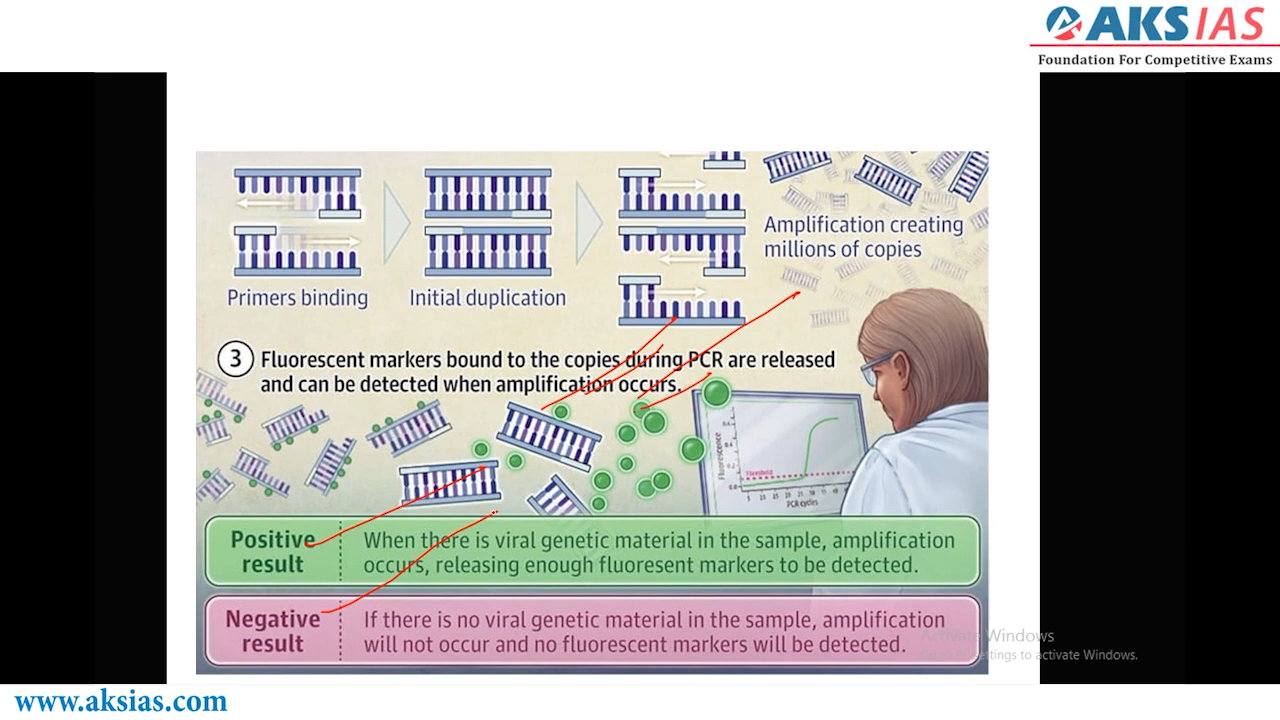 AKS IAS
Foundation For Competitive Exams
Amplification creating
millions of copies
Primers binding
Initial duplication
3 Fluorescent markers bound to the copies during PCR are released
and can be detected when amplification occurs.
Fluorescence
Threshold
PCR cycles
Positive
result
When there is viral genetic material in the sample, amplification
occurs, releasing enough fluoresent markers to be detected.
Negative
result
If there is no viral genetic material in the sample, amplification
will not occur and no fluorescent markers will be detected.
Activate Windows
to activate Windows.
www.aksias.com